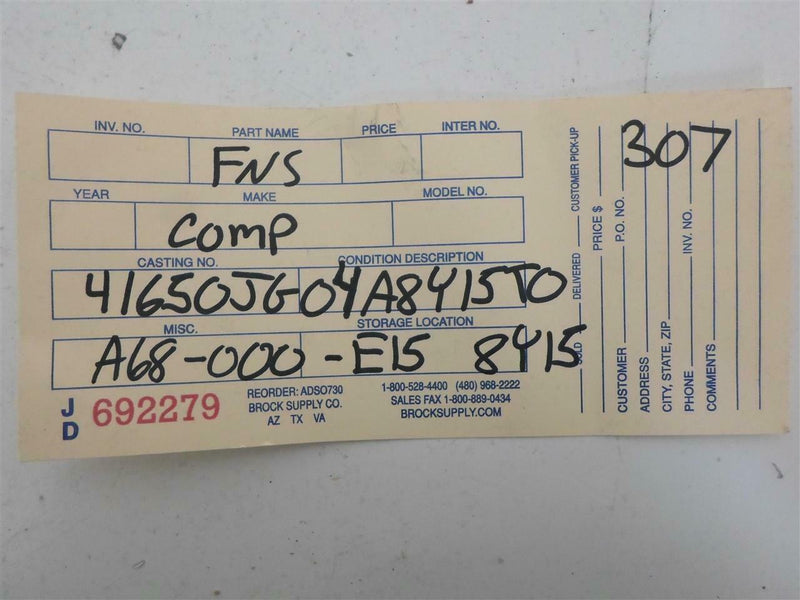 INV. NO. PART NAME PRICE INTER NO.
FNS
YEAR MAKE MODEL NO.
COMP
CASTING NO. CONDITION DESCRIPTION
41650JG04A8415TO
MISC. STORAGE LOCATION
A68-000-E15 8415
JD 692279
REORDER: ADSO730
BROCK SUPPLY CO.
AZ TX VA
1-800-528-4400 (480) 968-2222
SALES FAX 1-800-889-0434
BROCKSUPPLY.COM
SOLD DELIVERED CUSTOMER PICK-UP
PRICE $
307
CUSTOMER P.O. NO.
ADDRESS
CITY, STATE, ZIP
PHONE INV. NO.
COMMENTS